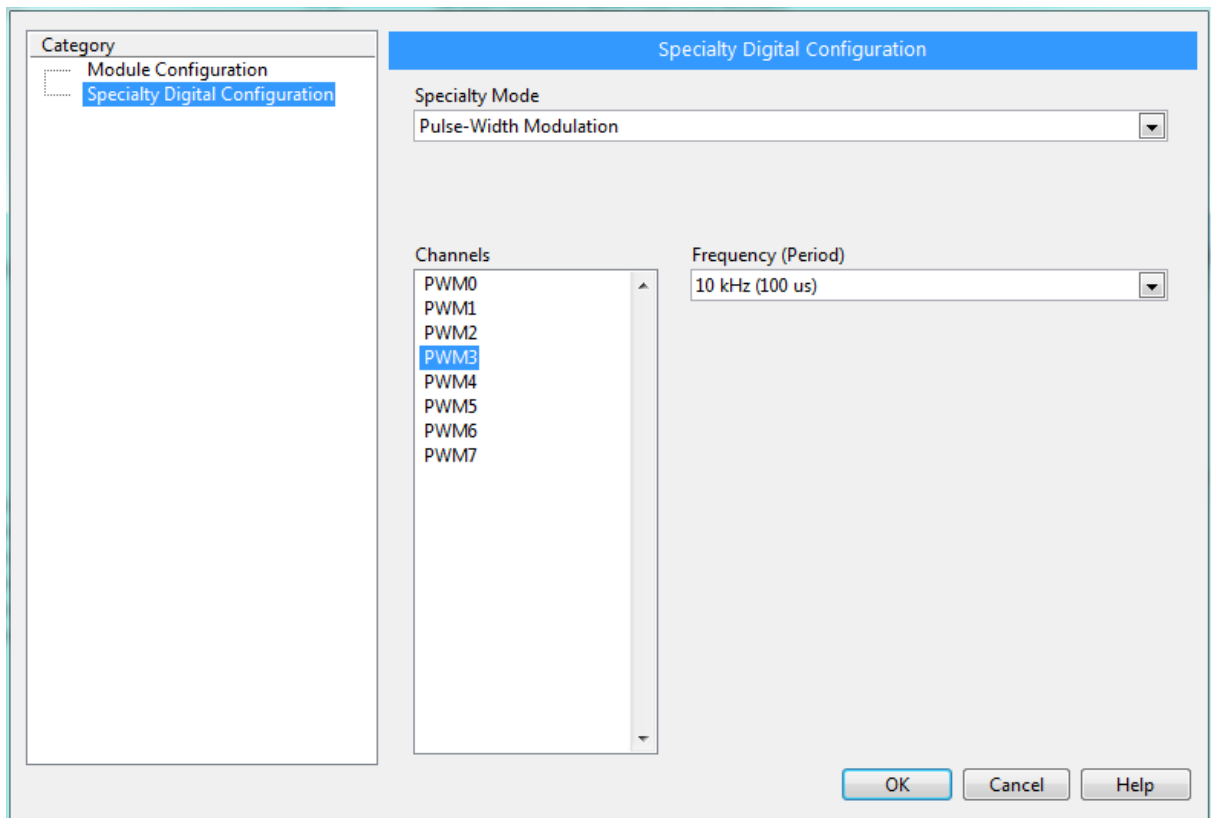 Category
Module Configuration
Specialty Digital Configuration
Specialty Digital Configuration
Specialty Mode
Pulse-Width Modulation
Channels
PWM0
PWM1
PWM2
PWM3
PWM4
PWM5
PWM6
PWM7
Frequency (Period)
10 kHz (100 us)
OK
Cancel
Help